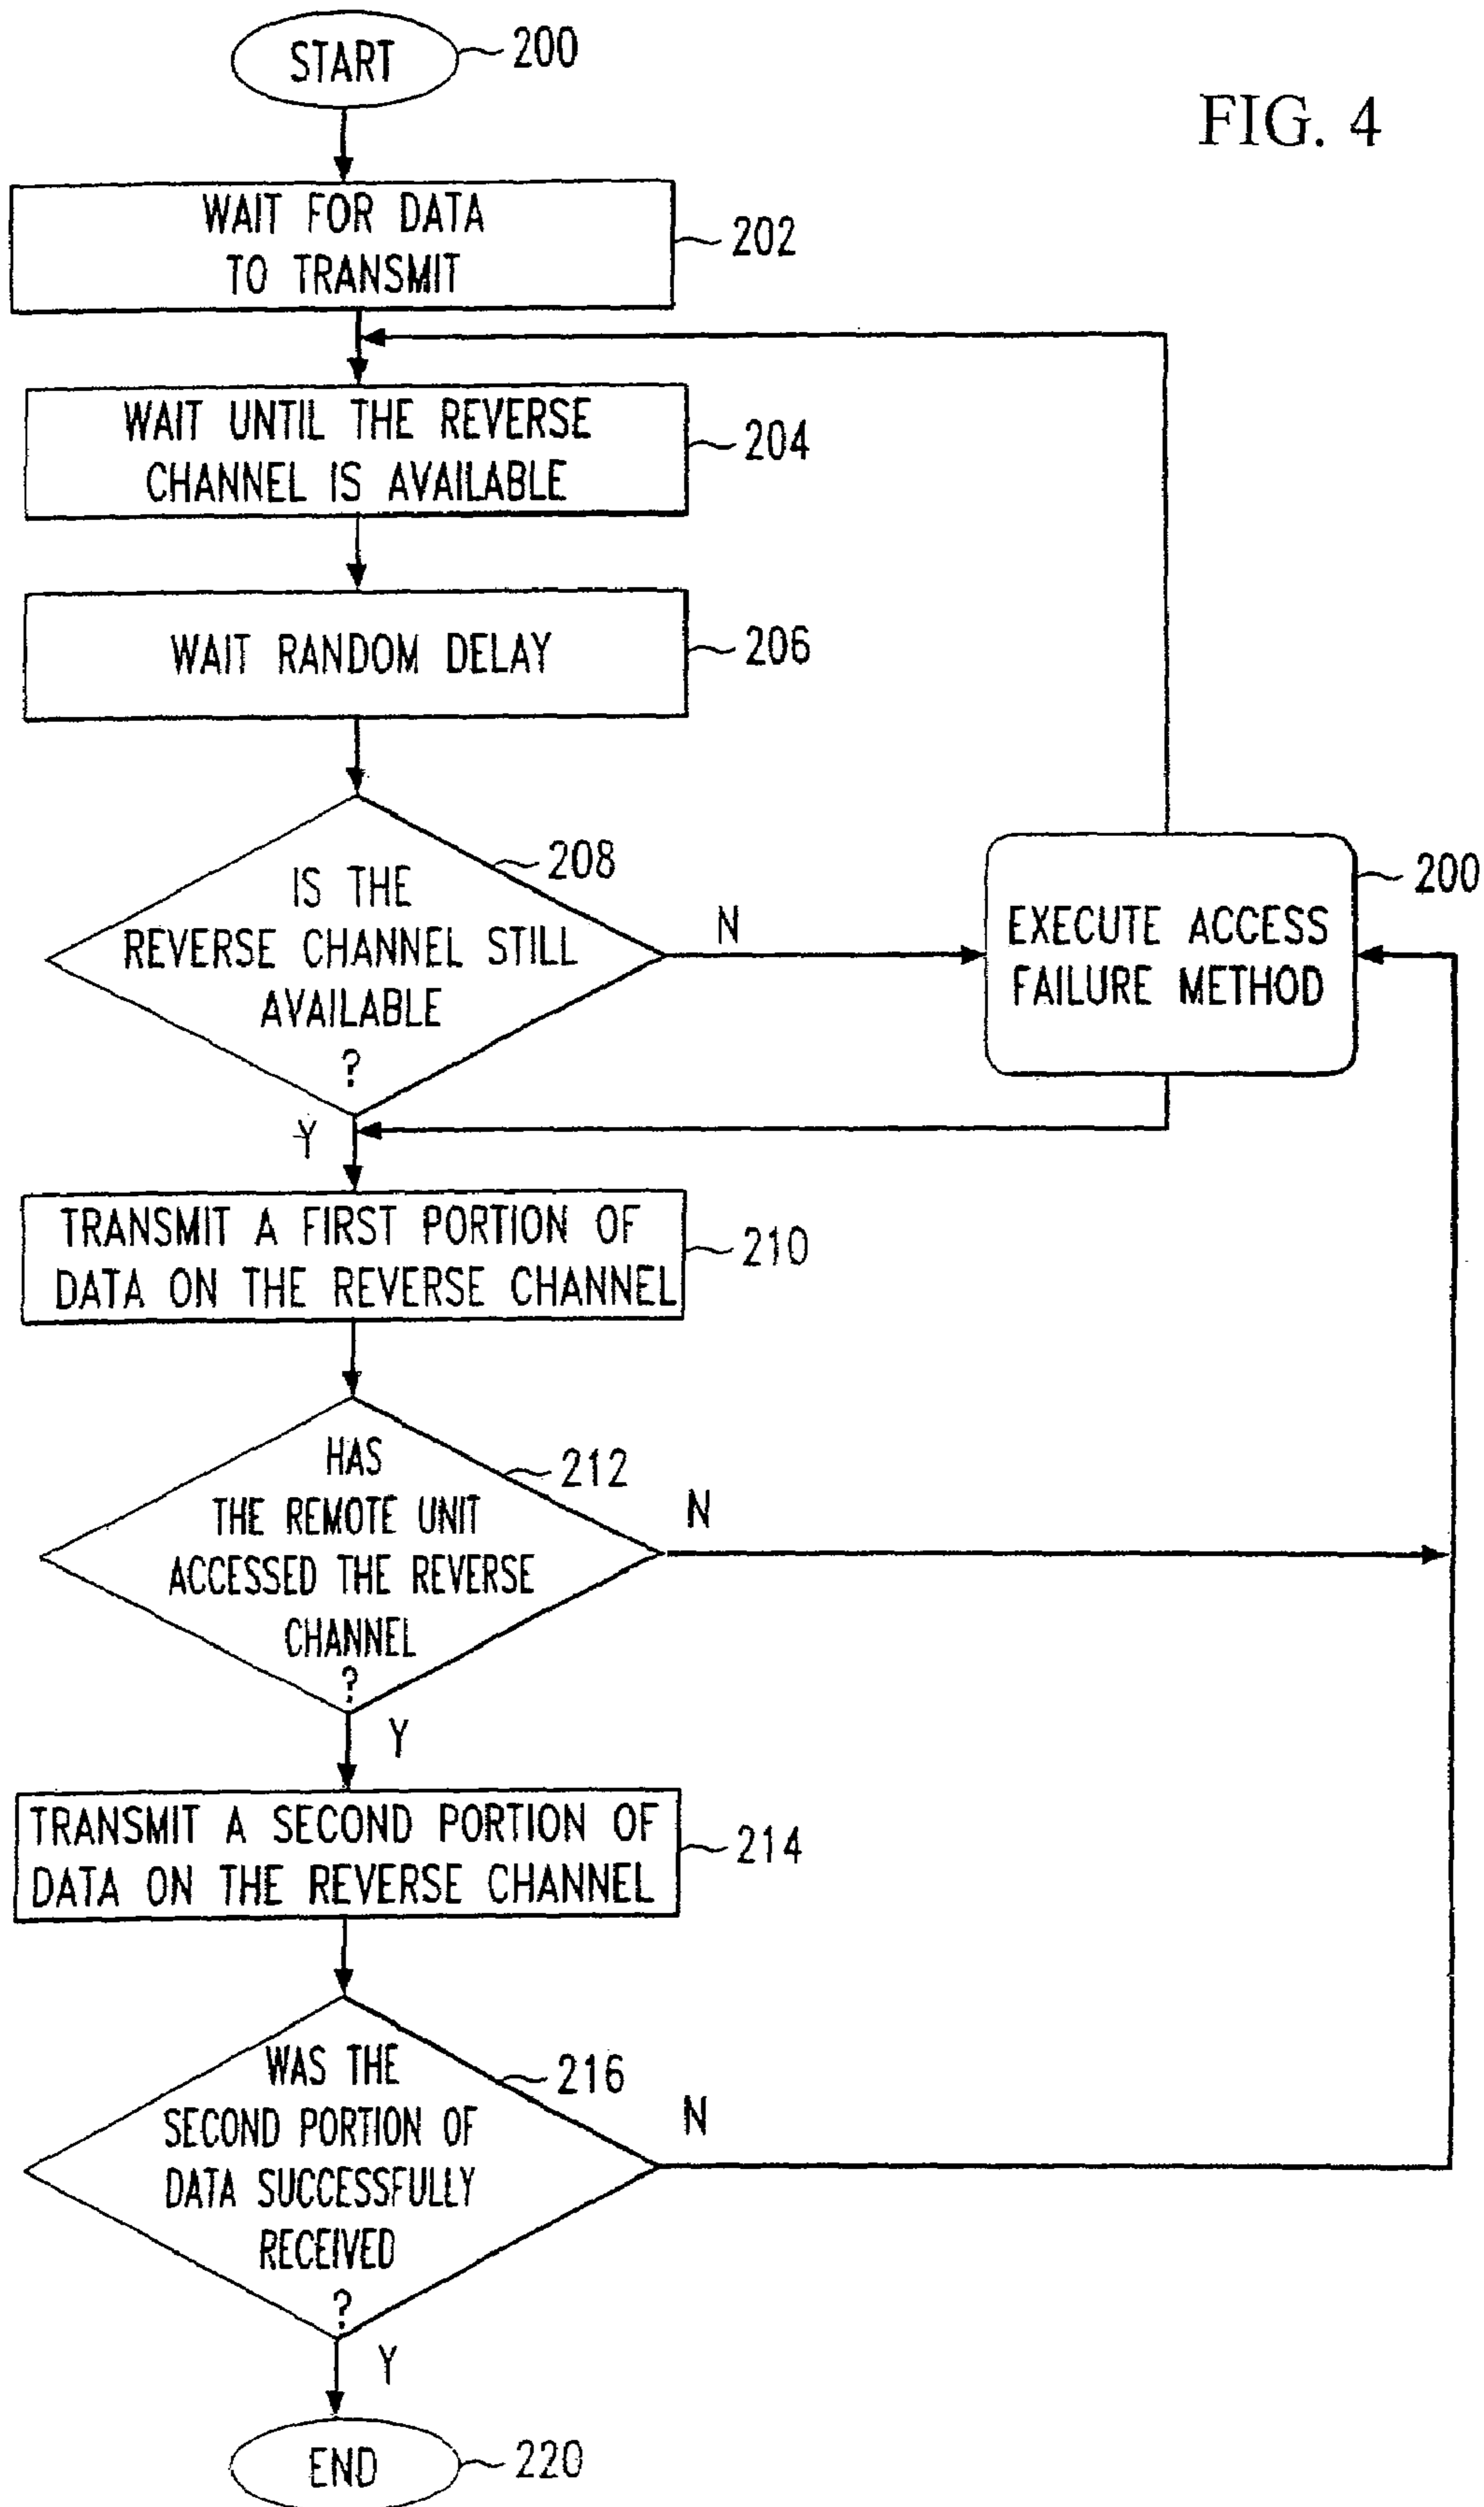 START
200
FIG. 4
WAIT FOR DATA
TO TRANSMIT
202
WAIT UNTIL THE REVERSE
CHANNEL IS AVAILABLE
204
WAIT RANDOM DELAY
206
IS THE
REVERSE CHANNEL STILL
AVAILABLE
?
208
N
Y
EXECUTE ACCESS
FAILURE METHOD
200
TRANSMIT A FIRST PORTION OF
DATA ON THE REVERSE CHANNEL
210
HAS
THE REMOTE UNIT
ACCESSED THE REVERSE
CHANNEL
?
212
N
Y
TRANSMIT A SECOND PORTION OF
DATA ON THE REVERSE CHANNEL
214
WAS THE
SECOND PORTION OF
DATA SUCCESSFULLY
RECEIVED
?
216
N
Y
END
220